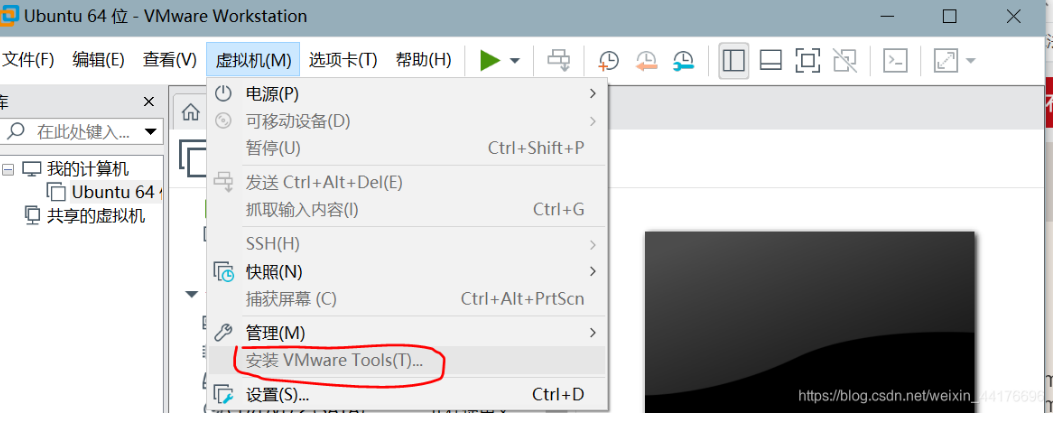 Ubuntu 64 位 - VMware Workstation
文件(F) 编辑(E) 查看(V) 虚拟机(M) 选项卡(T) 帮助(H)
库
在此处键入...
我的计算机
Ubuntu 64
共享的虚拟机
电源(P)
可移动设备(D)
暂停(U) Ctrl+Shift+P
发送 Ctrl+Alt+Del(E)
抓取输入内容(I) Ctrl+G
SSH(H)
快照(N)
捕获屏幕 (C) Ctrl+Alt+PrtScn
管理(M)
安装 VMware Tools(T)...
设置(S)... Ctrl+D
https://blog.csdn.net/weixin_44176696